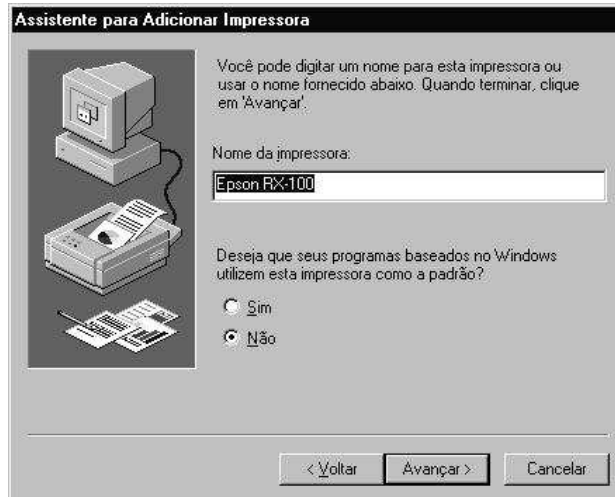 Assistente para Adicionar Impressora
Você pode digitar um nome para esta impressora ou
usar o nome fornecido abaixo. Quando terminar, clique
em 'Avançar'.
Nome da impressora:
Epson RX-100
Deseja que seus programas baseados no Windows
utilizem esta impressora como a padrão?
Sim
Não
< Voltar
Avançar >
Cancelar